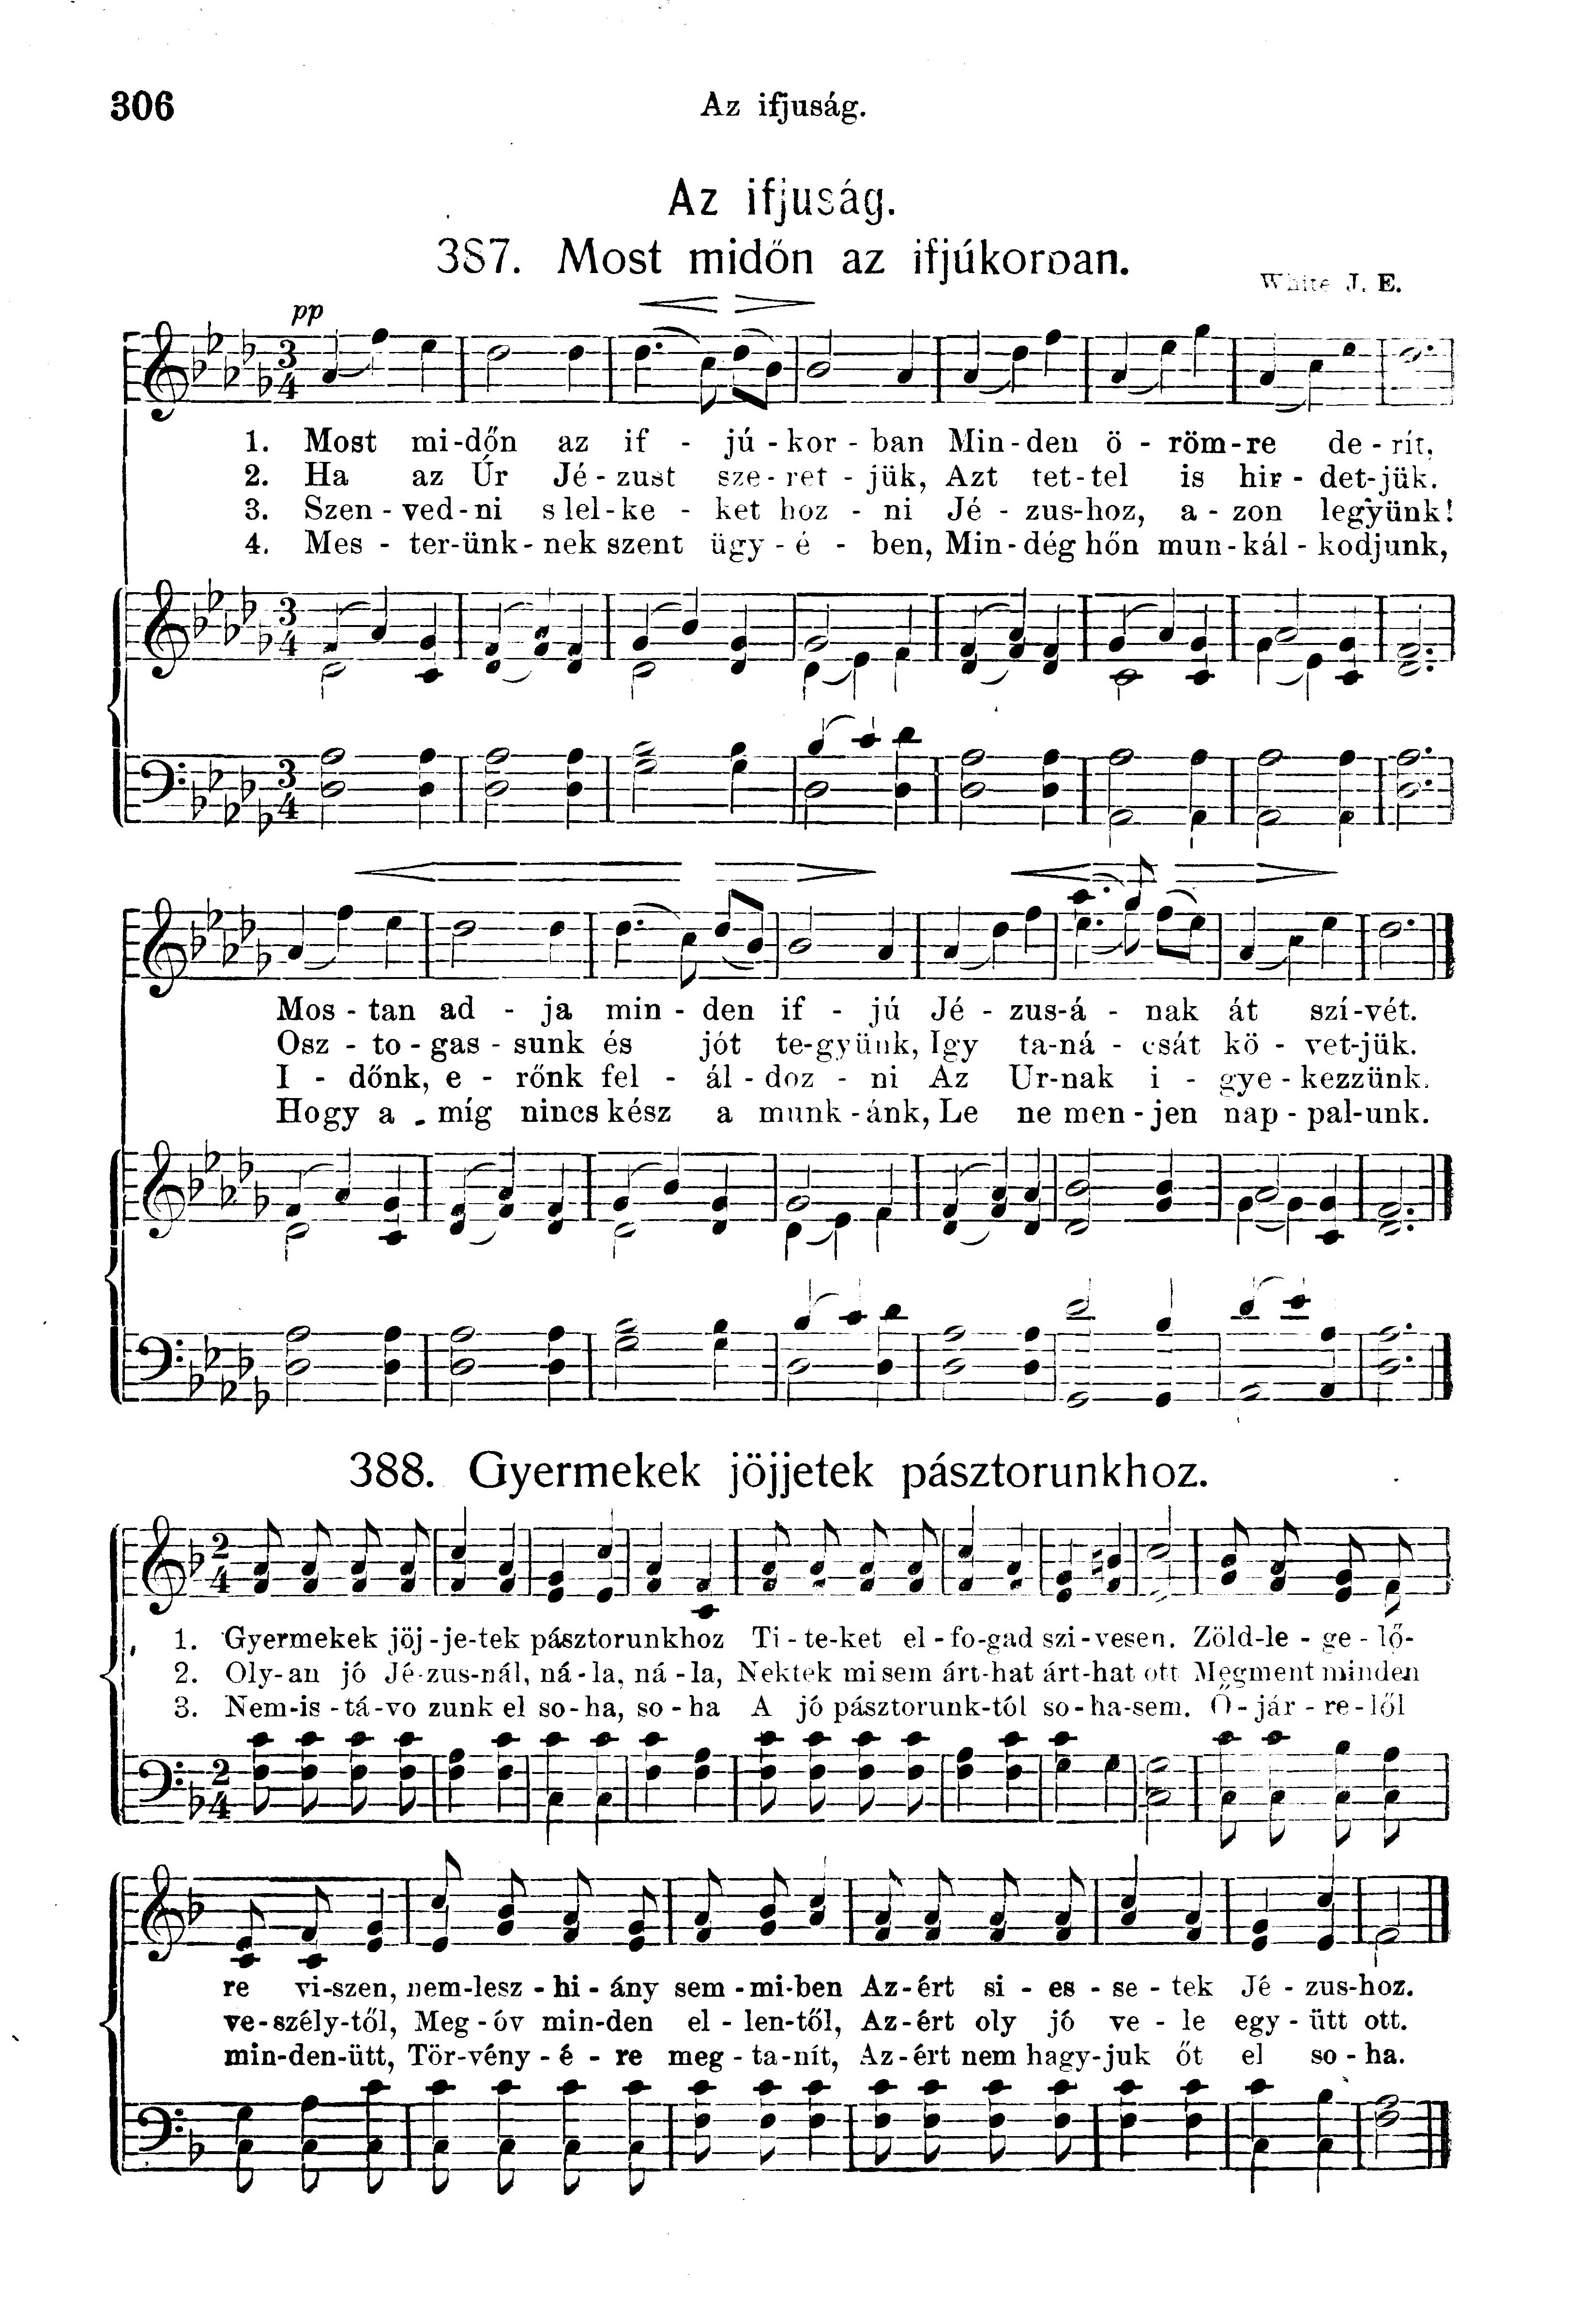 306
Az ifjuság.
Az ifjuság.
387. Most midőn az ifjúkorban.
White J. E.
pp
3 4
1. Most mi-dőn az if - jú - kor - ban Min-den ö - röm-re de - rít,
2. Ha az Úr Jé - zust sze - ret - jük, Azt tet-tel is hir - det-jük.
3. Szen - ved - ni s lel - ke - ket hoz - ni Jé - zus-hoz, a - zon legyünk!
4. Mes - ter-ünk - nek szent ügy - é - ben, Min-dég hőn mun-kál - kodjunk,
3 4
3 4
Mos - tan ad - ja min - den if - jú Jé - zus-á - nak át szí-vét.
Osz - to - gas - sunk és jót te-gyünk, Igy ta-ná - csát kö - vet-jük.
I - dőnk, e - rőnk fel - ál - doz - ni Az Ur-nak i - gye - kezzünk.
Hogy a - míg nincs kész a munk - ánk, Le ne men - jen nap - pal-unk.
388. Gyermekek jöjjetek pásztorunkhoz.
2 4
1. Gyermekek jöj - je-tek pásztorunkhoz Ti - te-ket el - fo-gad szi-vesen. Zöld-le - ge - lő-
2. Oly-an jó Jé-zus-nál, ná - la, ná - la, Nektek mi sem árt-hat árt-hat ott Megment minden
3. Nem-is - tá-vo zunk el so-ha, so - ha A jó pásztorunk-tól so-ha-sem. Ő - jár - re-lől
2 4
re vi-szen, nem-lesz - hi - ány sem - mi-ben Az-ért si - es - se - tek Jé - zus-hoz.
ve-szély-től, Meg - óv min-den el - len-től, Az-ért oly jó ve - le egy - ütt ott.
min-den-ütt, Tör-vény - é - re meg - ta-nít, Az-ért nem hagy-juk őt el so - ha.